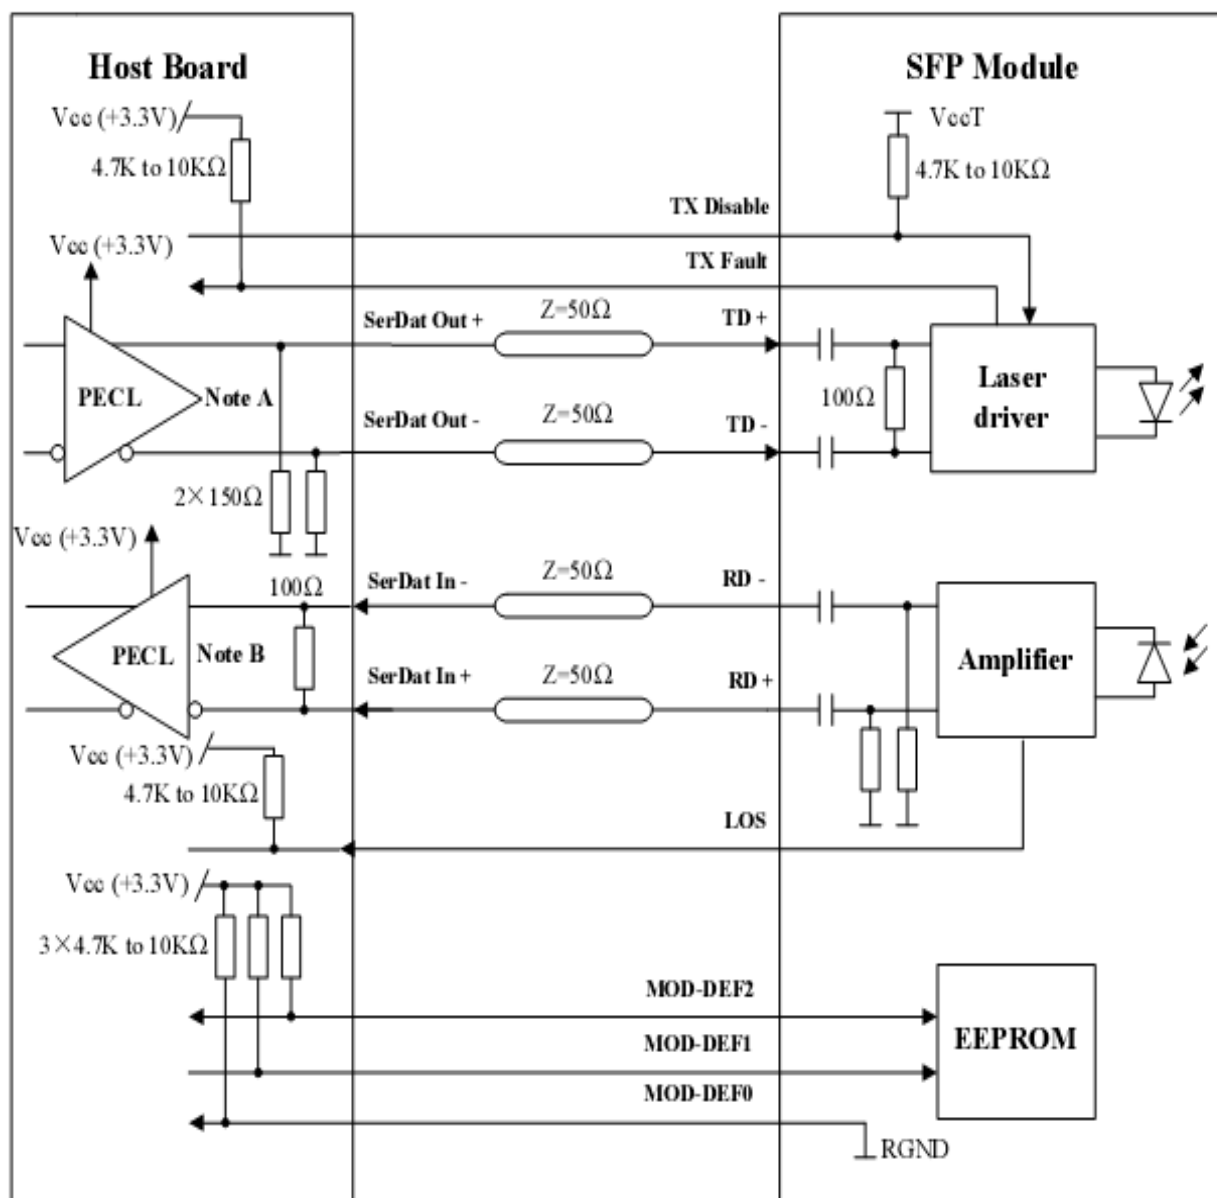 Host Board
SFP Module
Vcc (+3.3V)
VccT
4.7K to 10KΩ
4.7K to 10KΩ
TX Disable
Vcc (+3.3V)
TX Fault
Z=50Ω
SerDat Out +
TD +
PECL
Note A
100Ω
Laser
driver
Z=50Ω
SerDat Out -
TD -
2×150Ω
Vcc (+3.3V)
Z=50Ω
SerDat In -
RD -
100Ω
PECL
Note B
Amplifier
Z=50Ω
SerDat In +
RD +
Vcc (+3.3V)
4.7K to 10KΩ
LOS
Vcc (+3.3V)
3×4.7K to 10KΩ
MOD-DEF2
EEPROM
MOD-DEF1
MOD-DEF0
RGND